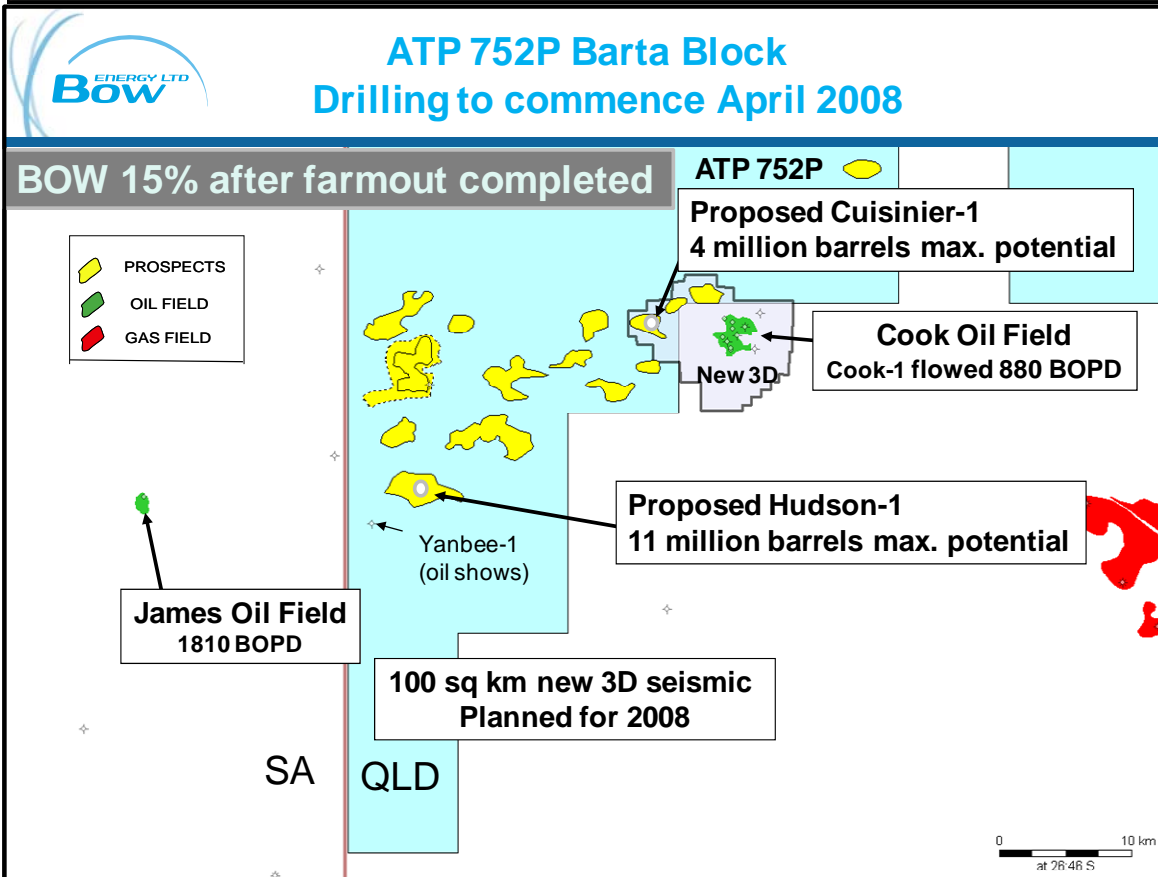 BOW ENERGY LTD
ATP 752P Barta Block
Drilling to commence April 2008
BOW 15% after farmout completed
ATP 752P
Proposed Cuisinier-1
4 million barrels max. potential
PROSPECTS
OIL FIELD
GAS FIELD
Cook Oil Field
Cook-1 flowed 880 BOPD
New 3D
Proposed Hudson-1
11 million barrels max. potential
Yanbee-1
(oil shows)
James Oil Field
1810 BOPD
100 sq km new 3D seismic
Planned for 2008
SA
QLD
0 10 km
at 26:46 S